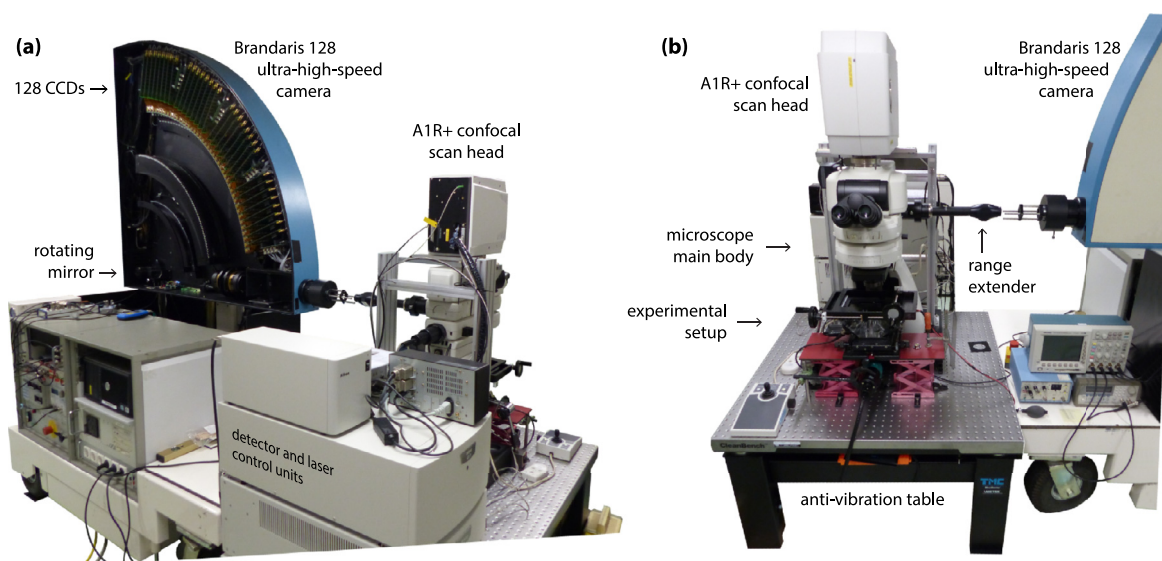 (a)
Brandaris 128
ultra-high-speed
camera
128 CCDs →
A1R+ confocal
scan head
rotating
mirror →
detector and laser
control units
(b)
Brandaris 128
ultra-high-speed
camera
A1R+ confocal
scan head
microscope →
main body
range
extender
experimental →
setup
CleanBench
TMC
anti-vibration table